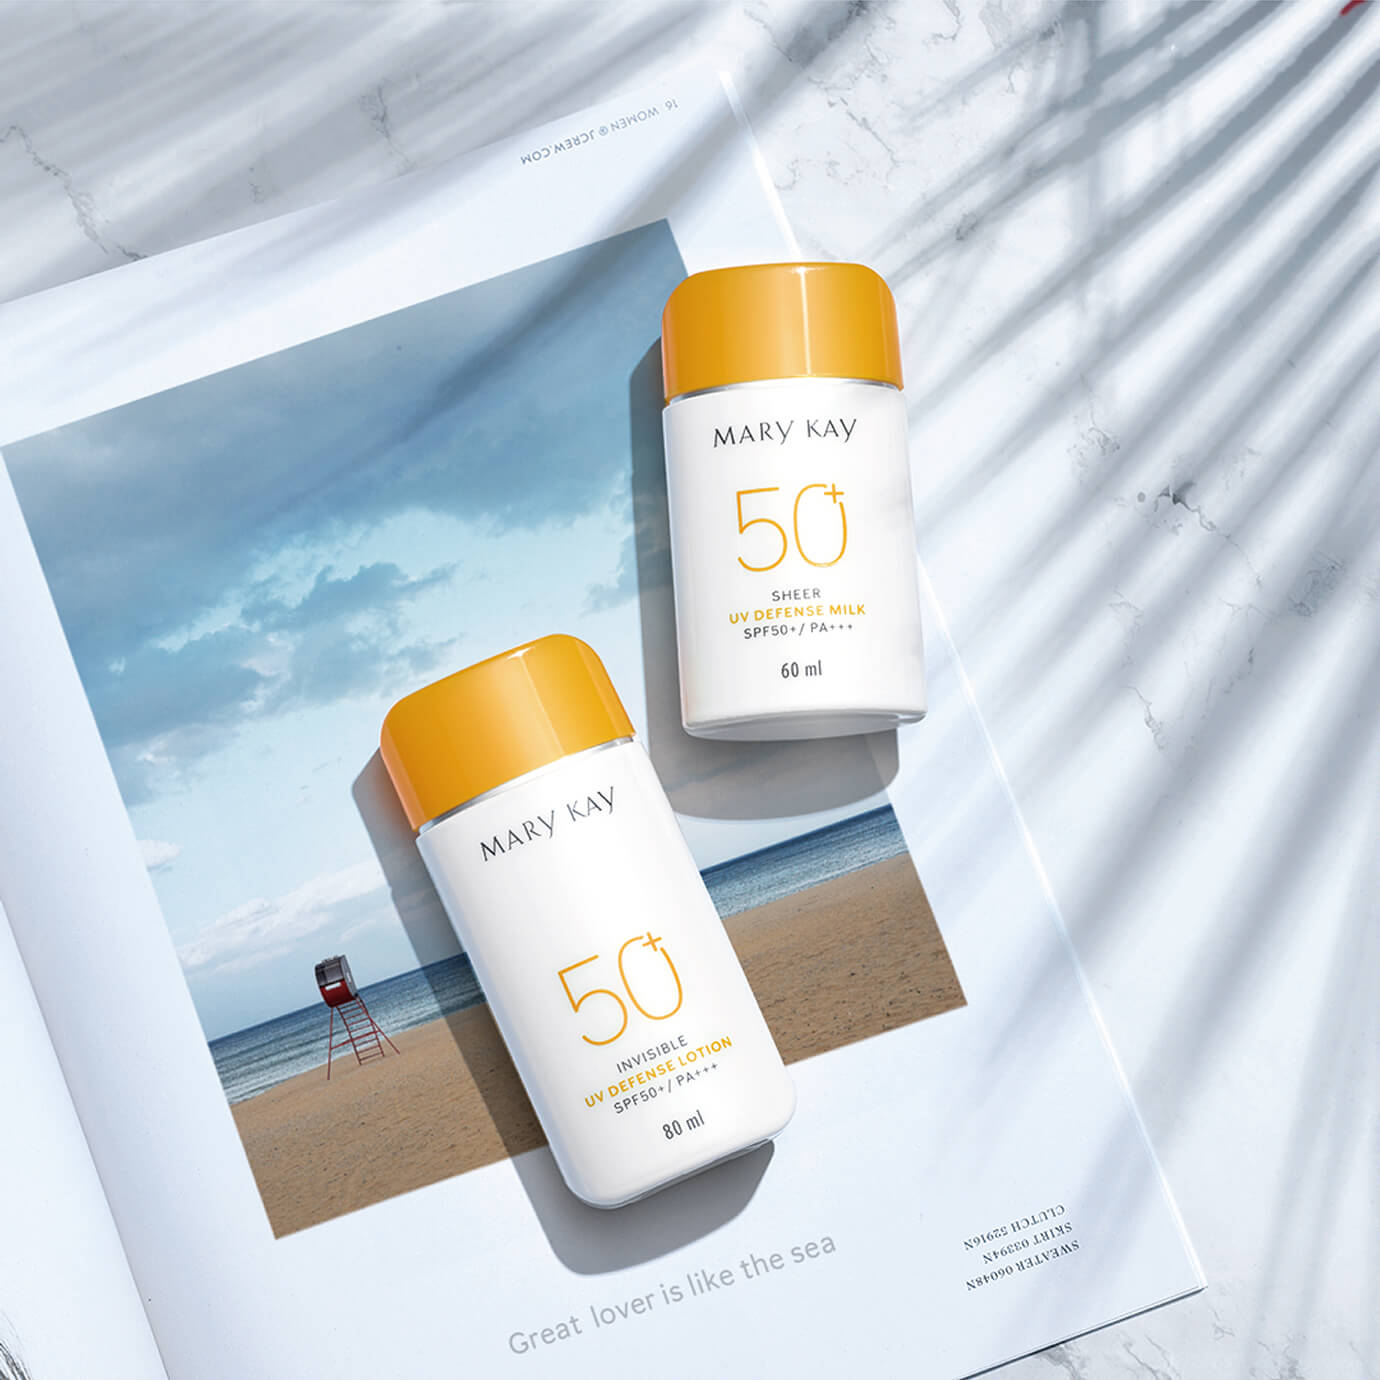 16 WOMEN ® JCREW.COM
MARY KAY
50+
SHEER
UV DEFENSE MILK
SPF50+/ PA+++
60 ml
MARY KAY
50+
INVISIBLE
UV DEFENSE LOTION
SPF50+/ PA+++
80 ml
Great lover is like the sea
SWEATER 06048N
SKIRT 03394N
CLUTCH 52916N